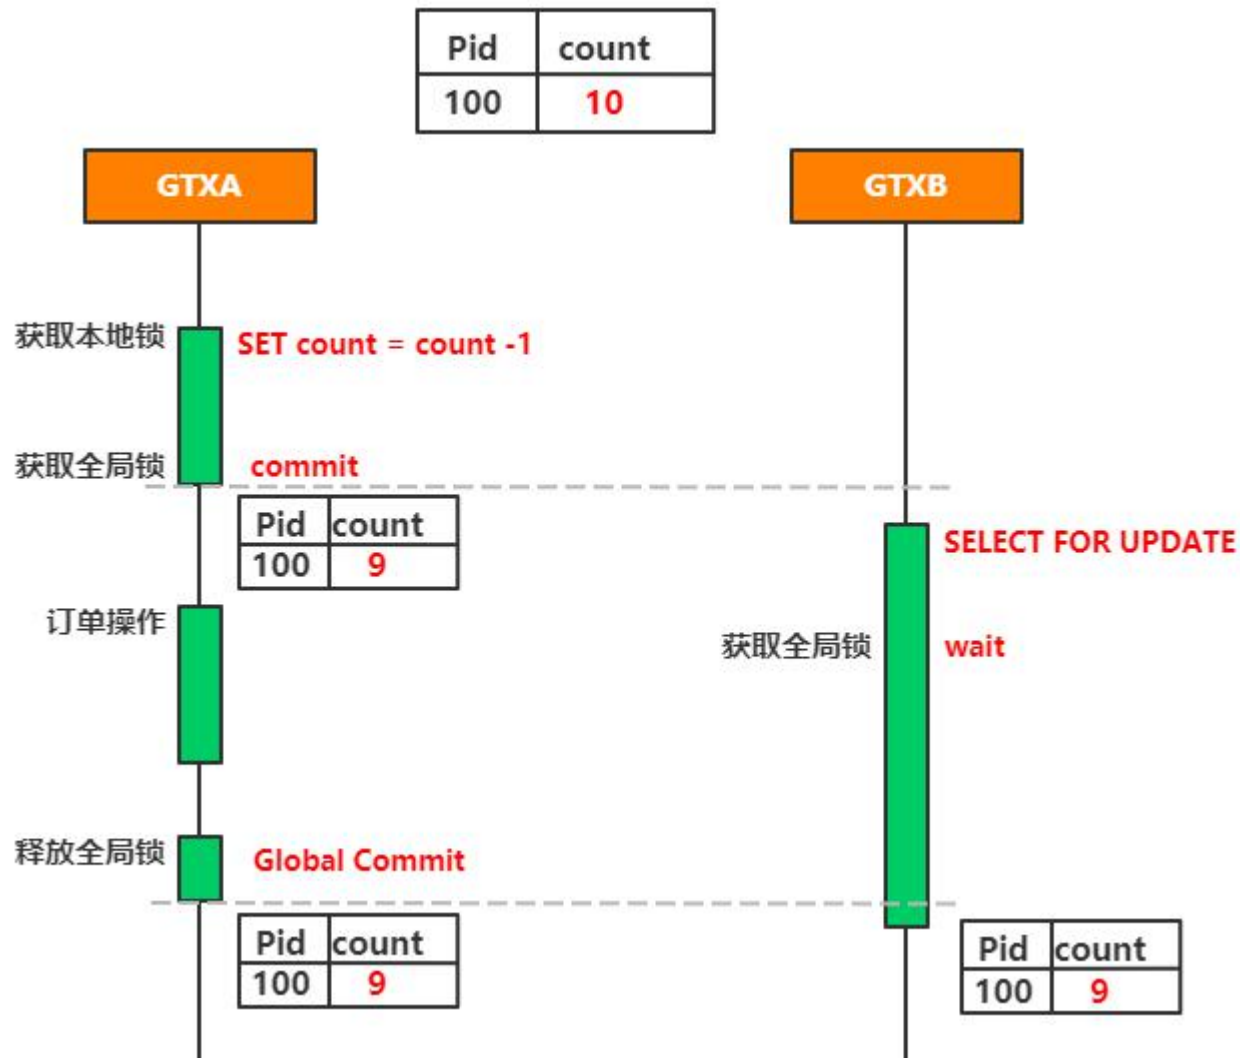 Pid count
100 10
GTXA
GTXB
获取本地锁
SET count = count -1
获取全局锁
commit
Pid count
100 9
SELECT FOR UPDATE
订单操作
获取全局锁
wait
释放全局锁
Global Commit
Pid count
100 9
Pid count
100 9